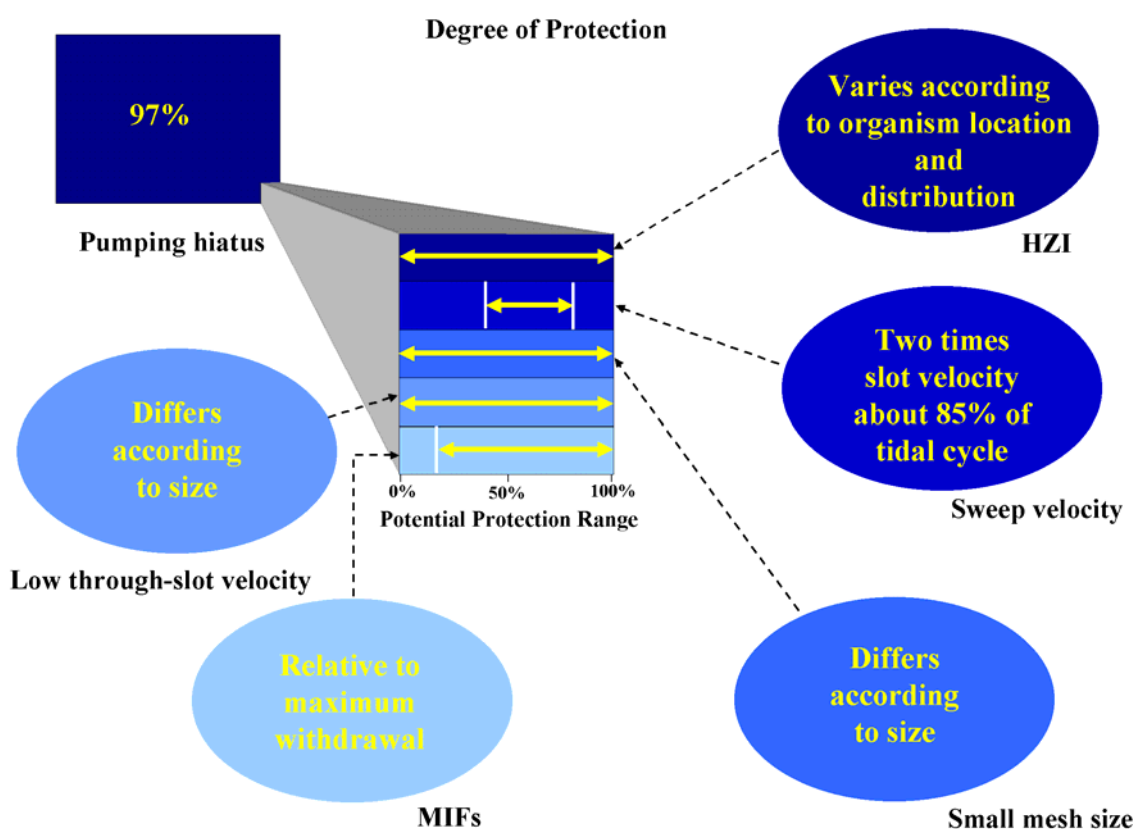 Degree of Protection
97%
Pumping hiatus
Varies according
to organism location
and
distribution
HZI
Two times
slot velocity
about 85% of
tidal cycle
Sweep velocity
Differs
according
to size
Low through-slot velocity
0% 50% 100%
Potential Protection Range
Relative to
maximum
withdrawal
MIFs
Differs
according
to size
Small mesh size